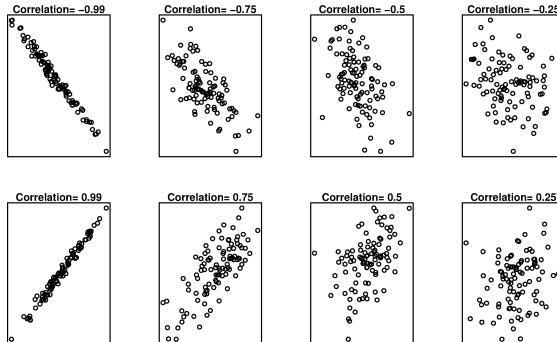 Correlation= −0.99
Correlation= −0.75
Correlation= −0.5
Correlation= −0.25
Correlation= 0.99
Correlation= 0.75
Correlation= 0.5
Correlation= 0.25